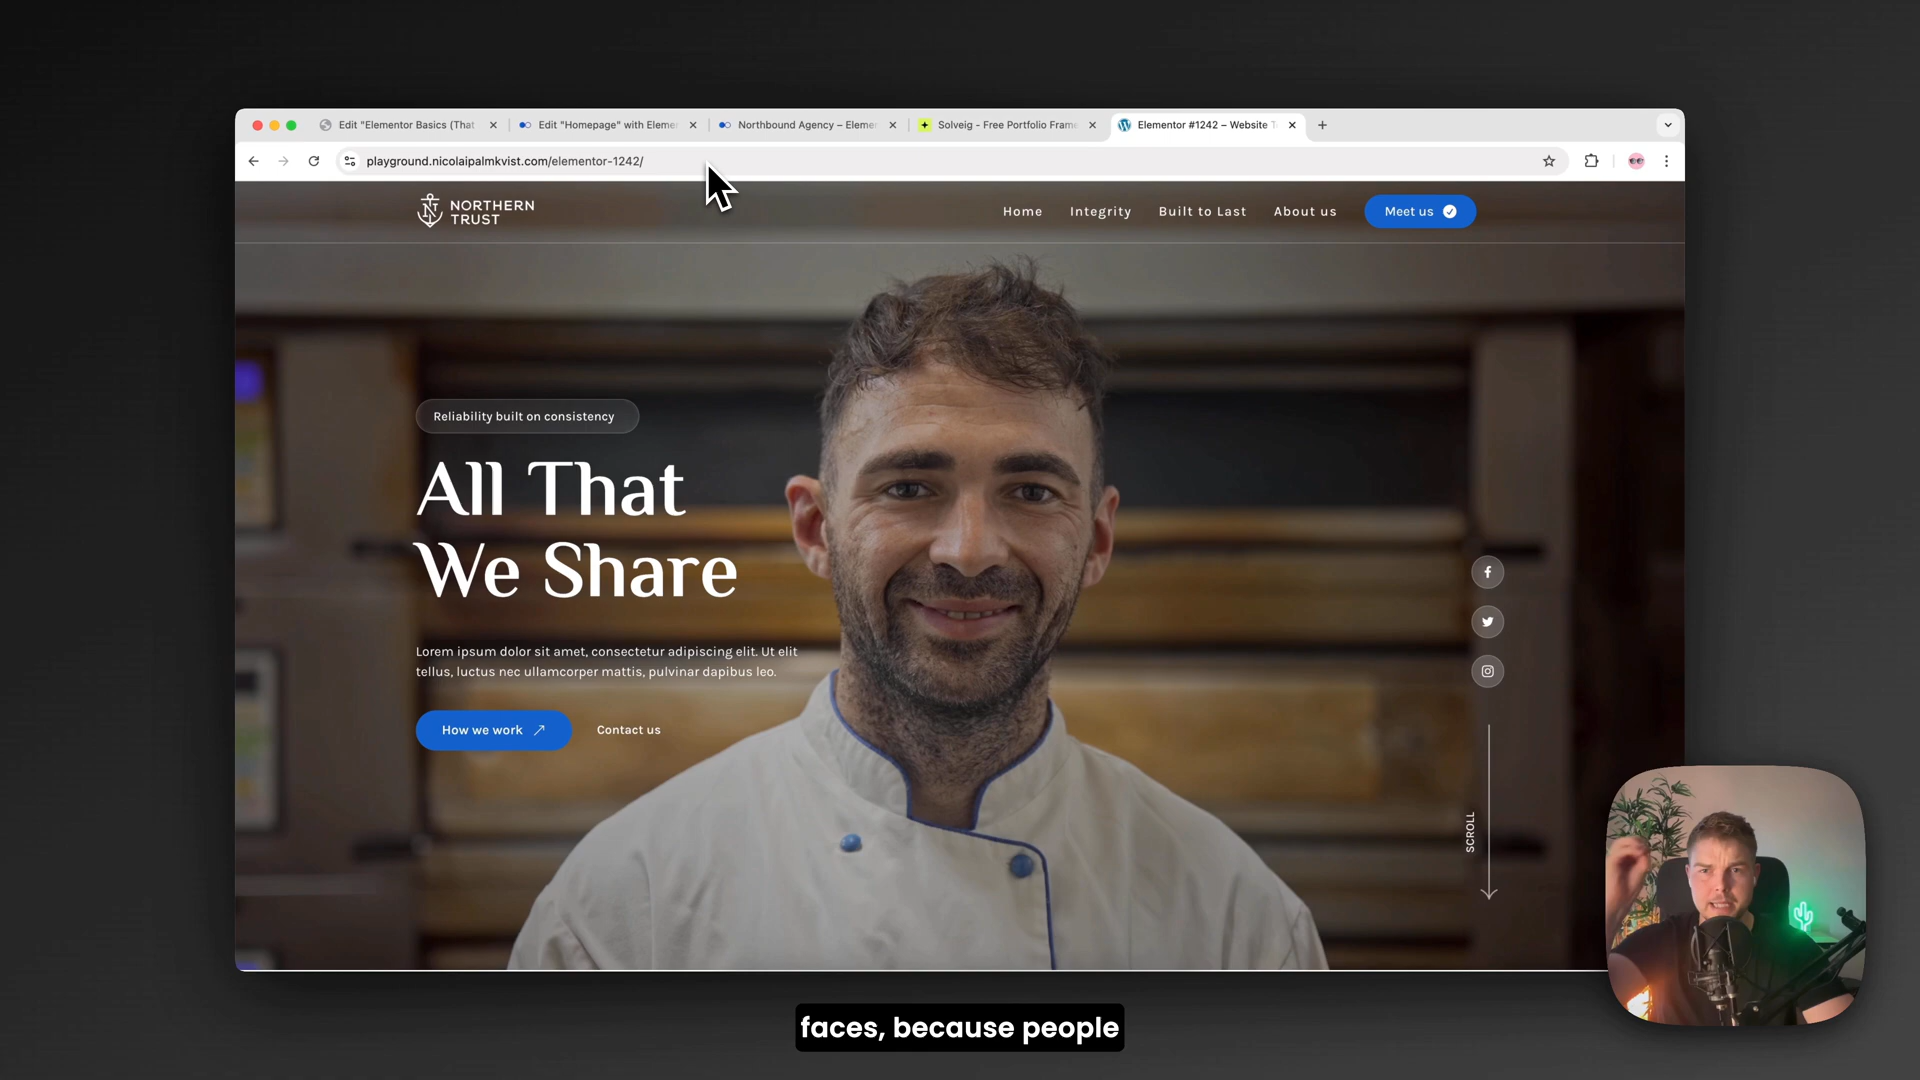 Edit "Elementor Basics (That
Edit "Homepage" with Elemen
Northbound Agency – Elemen
Solveig - Free Portfolio Frame
Elementor #1242 – Website T
playground.nicolaipalmkvist.com/elementor-1242/
NORTHERN
TRUST
Home
Integrity
Built to Last
About us
Meet us
Reliability built on consistency
All That
We Share
Lorem ipsum dolor sit amet, consectetur adipiscing elit. Ut elit
tellus, luctus nec ullamcorper mattis, pulvinar dapibus leo.
How we work
Contact us
SCROLL
faces, because people